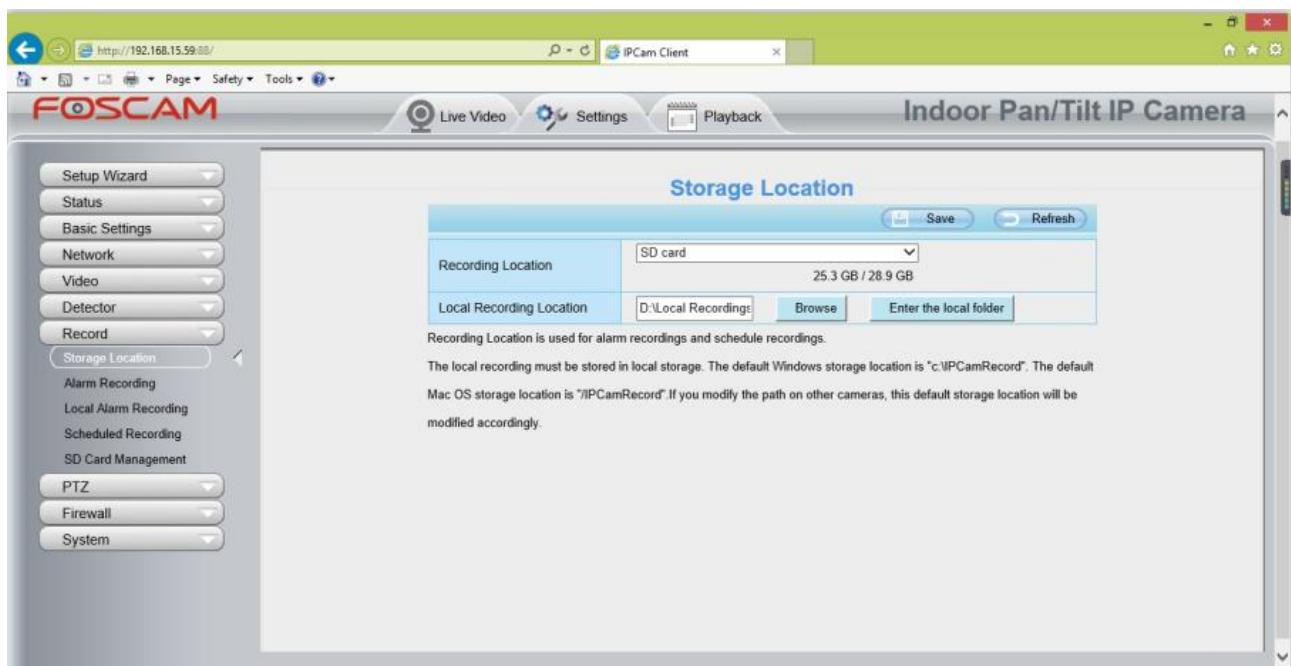 http://192.168.15.59:88/
IPCam Client
Page Safety Tools
FOSCAM
Live Video
Settings
Playback
Indoor Pan/Tilt IP Camera
Setup Wizard
Status
Basic Settings
Network
Video
Detector
Record
Storage Location
Alarm Recording
Local Alarm Recording
Scheduled Recording
SD Card Management
PTZ
Firewall
System
Storage Location
Save Refresh
Recording Location SD card
25.3 GB / 28.9 GB
Local Recording Location D:\Local Recordings Browse Enter the local folder
Recording Location is used for alarm recordings and schedule recordings.
The local recording must be stored in local storage. The default Windows storage location is "c:\IPCamRecord". The default
Mac OS storage location is "/IPCamRecord".If you modify the path on other cameras, this default storage location will be
modified accordingly.